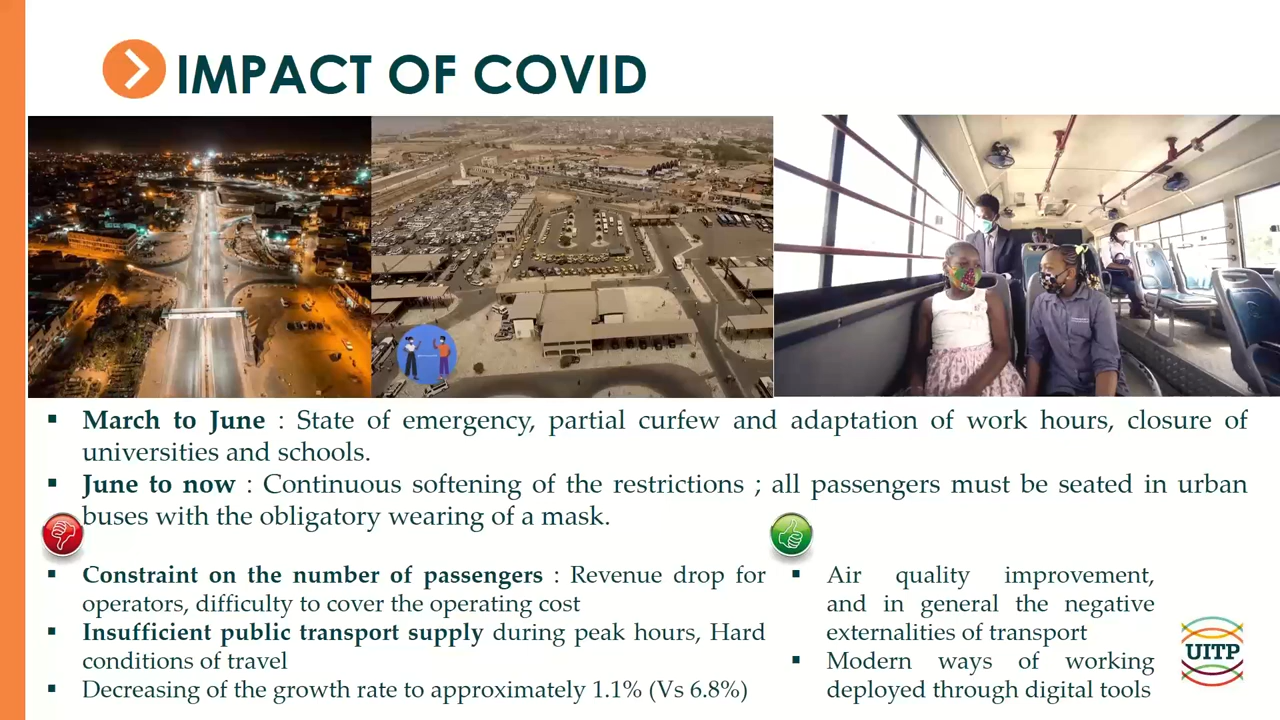 IMPACT OF COVID
▪ March to June : State of emergency, partial curfew and adaptation of work hours, closure of
universities and schools.
▪ June to now : Continuous softening of the restrictions ; all passengers must be seated in urban
buses with the obligatory wearing of a mask.
▪ Constraint on the number of passengers : Revenue drop for
operators, difficulty to cover the operating cost
▪ Insufficient public transport supply during peak hours, Hard
conditions of travel
▪ Decreasing of the growth rate to approximately 1.1% (Vs 6.8%)
▪ Air quality improvement,
and in general the negative
externalities of transport
▪ Modern ways of working
deployed through digital tools
UITP